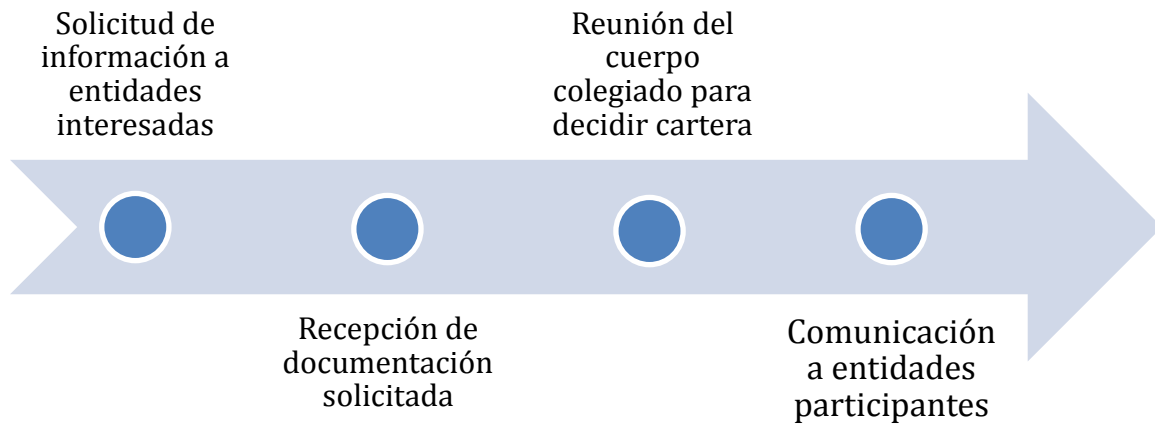 Solicitud de
información a
entidades
interesadas
Recepción de
documentación
solicitada
Reunión del
cuerpo
colegiado para
decidir cartera
Comunicación
a entidades
participantes